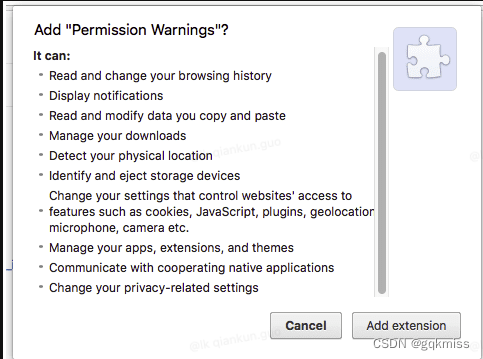 Add "Permission Warnings"?
It can:
Read and change your browsing history
Display notifications
Read and modify data you copy and paste
Manage your downloads
Detect your physical location
Identify and eject storage devices
Change your settings that control websites' access to
features such as cookies, JavaScript, plugins, geolocation
microphone, camera etc.
Manage your apps, extensions, and themes
Communicate with cooperating native applications
Change your privacy-related settings
Cancel
Add extension
CSDN @gqkmiss